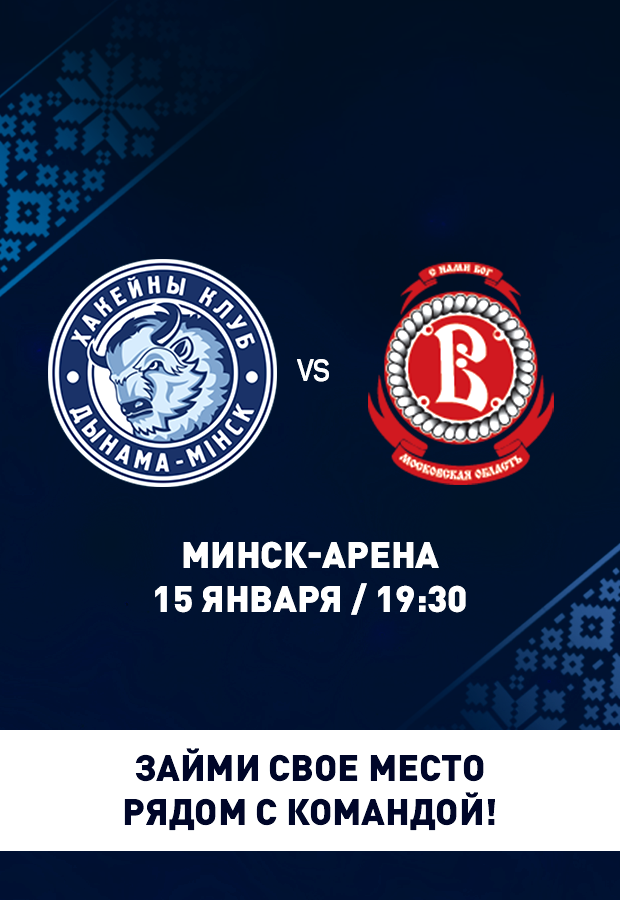 ХАКЕЙНЫ КЛУБ
ДЫНАМА-МІНСК
VS
С НАМИ БОГ
В
МОСКОВСКАЯ ОБЛАСТЬ
МИНСК-АРЕНА
15 ЯНВАРЯ / 19:30
ЗАЙМИ СВОЕ МЕСТО
РЯДОМ С КОМАНДОЙ!